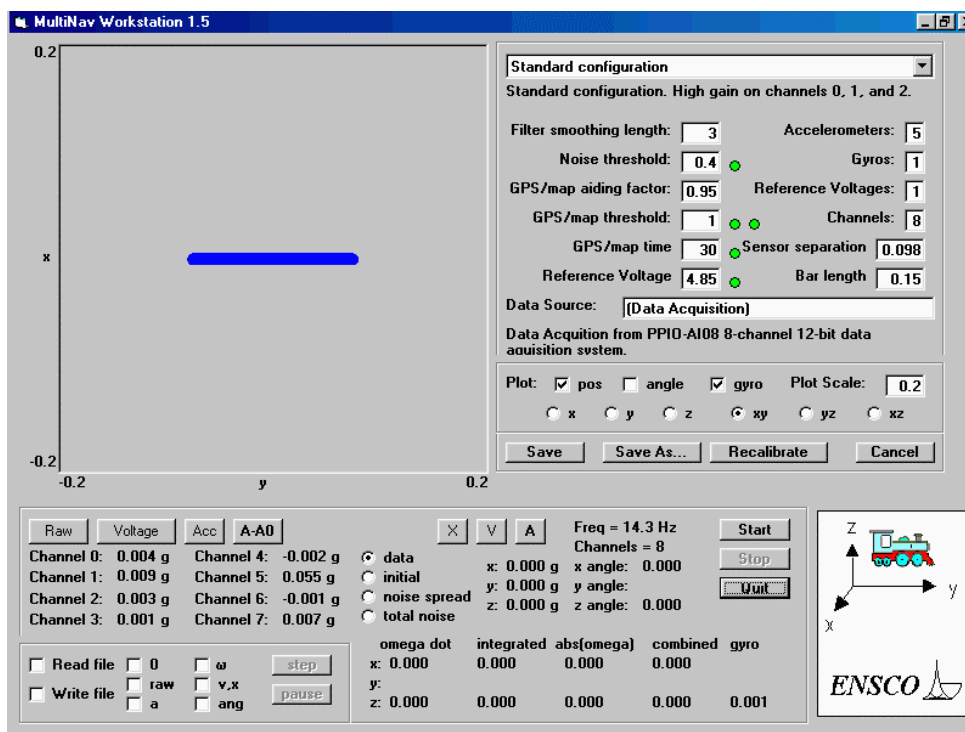 MultiNav Workstation 1.5
0.2
x
-0.2
-0.2 y 0.2
Standard configuration
Standard configuration. High gain on channels 0, 1, and 2.
Filter smoothing length: 3 Accelerometers: 5
Noise threshold: 0.4 Gyros: 1
GPS/map aiding factor: 0.95 Reference Voltages: 1
GPS/map threshold: 1 Channels: 8
GPS/map time 30 Sensor separation 0.098
Reference Voltage 4.85 Bar length 0.15
Data Source: (Data Acquisition)
Data Acqution from PPIO-AI08 8-channel 12-bit data
aquisition system.
Plot: pos angle gyro Plot Scale: 0.2
x y z xy yz xz
Save Save As... Recalibrate Cancel
Raw Voltage Acc A-A0
Channel 0: 0.004 g Channel 4: -0.002 g
Channel 1: 0.009 g Channel 5: 0.055 g
Channel 2: 0.003 g Channel 6: -0.001 g
Channel 3: 0.001 g Channel 7: 0.007 g
data
initial
noise spread
total noise
X V A
Freq = 14.3 Hz
Channels = 8
x: 0.000 g x angle: 0.000
y: 0.000 g y angle:
z: 0.000 g z angle: 0.000
Start
Stop
Quit
omega dot integrated abs(omega) combined gyro
x: 0.000 0.000 0.000 0.000
y:
z: 0.000 0.000 0.000 0.000 0.001
Read file 0 ω step
Write file raw v,x pause
a ang
Z
y
x
ENSCO